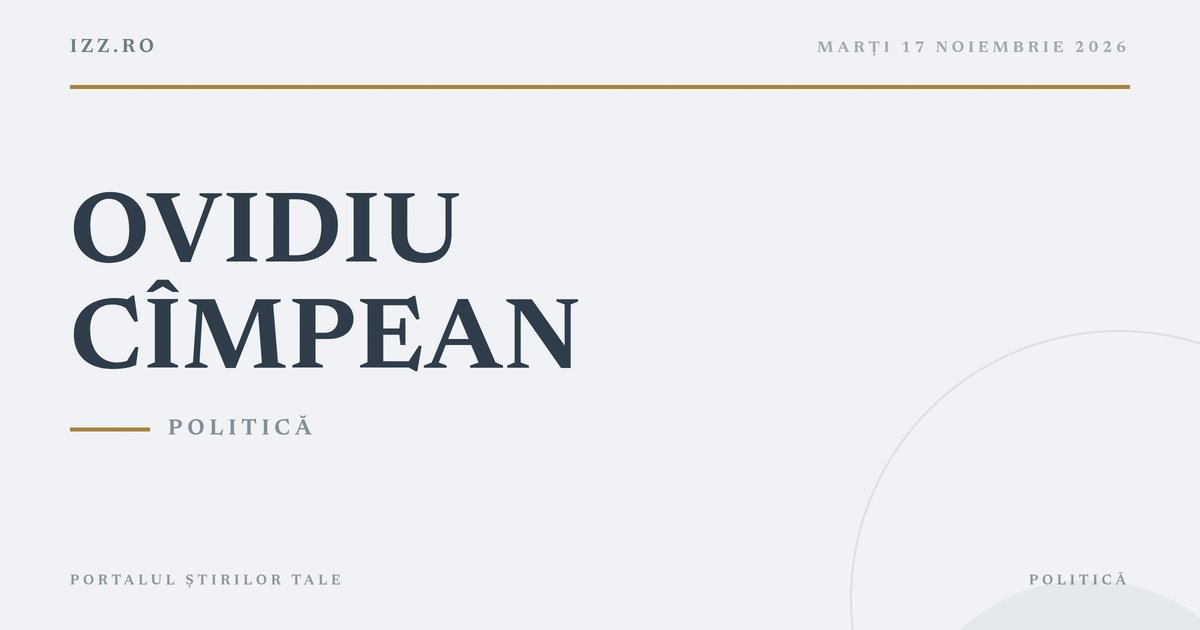 IZZ.RO
MARȚI 17 NOIEMBRIE 2026
OVIDIU
CÎMPEAN
POLITICĂ
PORTALUL ȘTIRILOR TALE
POLITICĂ